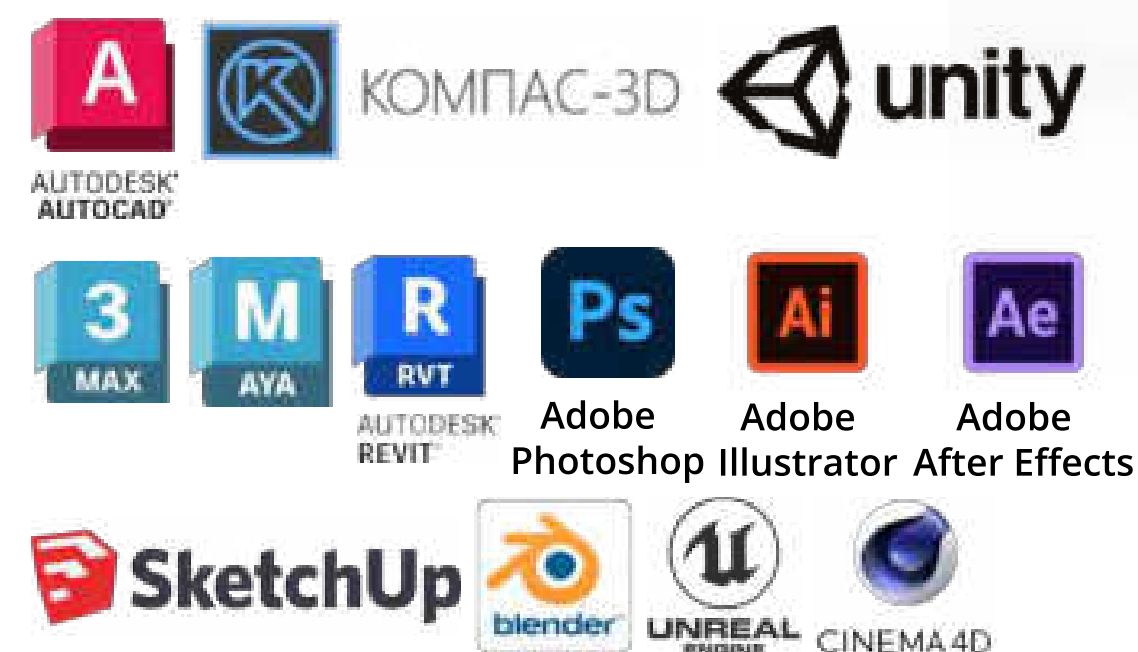 A
КОМПАС-3D
unity
AUTODESK®
AUTOCAD®
3
MAX
M
AYA
R
RVT
AUTODESK®
REVIT®
Ps
Ai
Ae
Adobe
Photoshop
Adobe
Illustrator
Adobe
After Effects
SketchUp
blender
UNREAL
ENGINE
CINEMA 4D